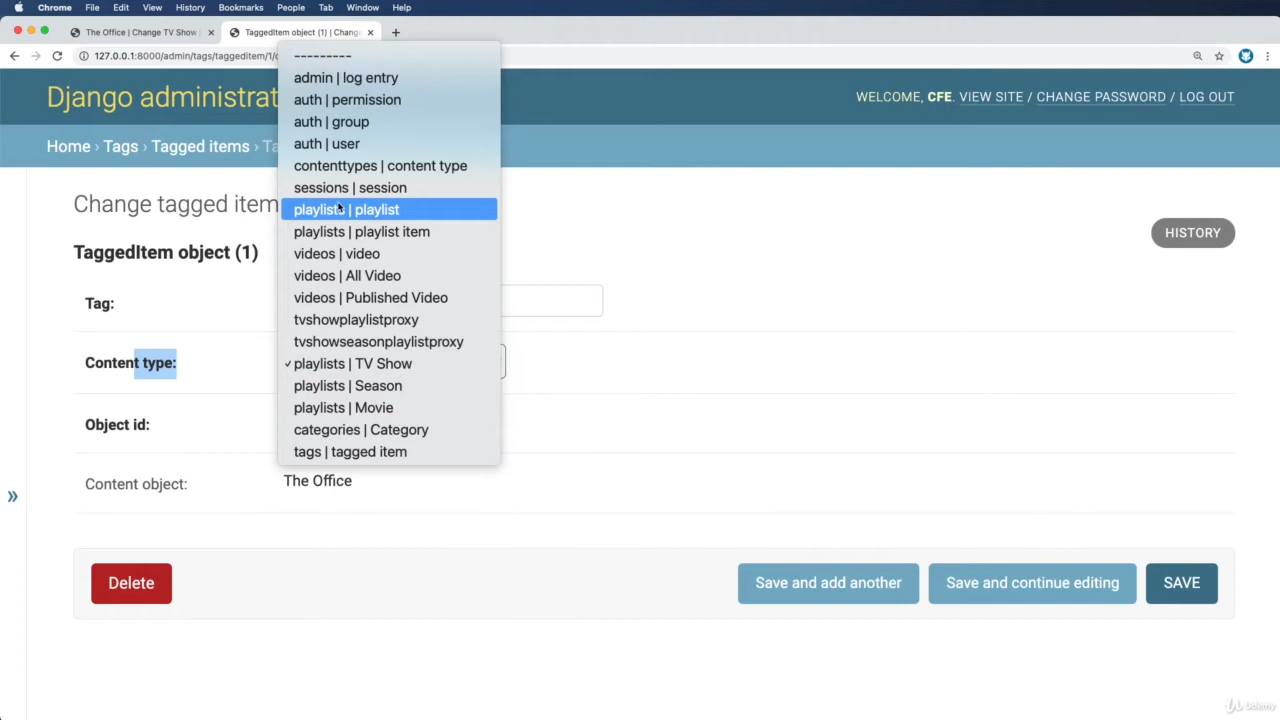 Chrome File Edit View History Bookmarks People Tab Window Help
The Office | Change TV Show
TaggedItem object (1) | Chang
127.0.0.1:8000/admin/tags/taggeditem/1/c
Django administrat
WELCOME, CFE. VIEW SITE / CHANGE PASSWORD / LOG OUT
Home › Tags › Tagged items › Ta
---------
admin | log entry
auth | permission
auth | group
auth | user
contenttypes | content type
sessions | session
playlists | playlist
playlists | playlist item
videos | video
videos | All Video
videos | Published Video
tvshowplaylistproxy
tvshowseasonplaylistproxy
✓ playlists | TV Show
playlists | Season
playlists | Movie
categories | Category
tags | tagged item
Change tagged item
HISTORY
TaggedItem object (1)
Tag:
Content type:
Object id:
Content object: The Office
Delete
Save and add another
Save and continue editing
SAVE
Udemy